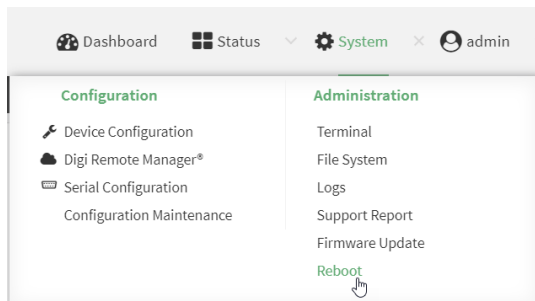 Dashboard Status System admin
Configuration
Device Configuration
Digi Remote Manager®
Serial Configuration
Configuration Maintenance
Administration
Terminal
File System
Logs
Support Report
Firmware Update
Reboot